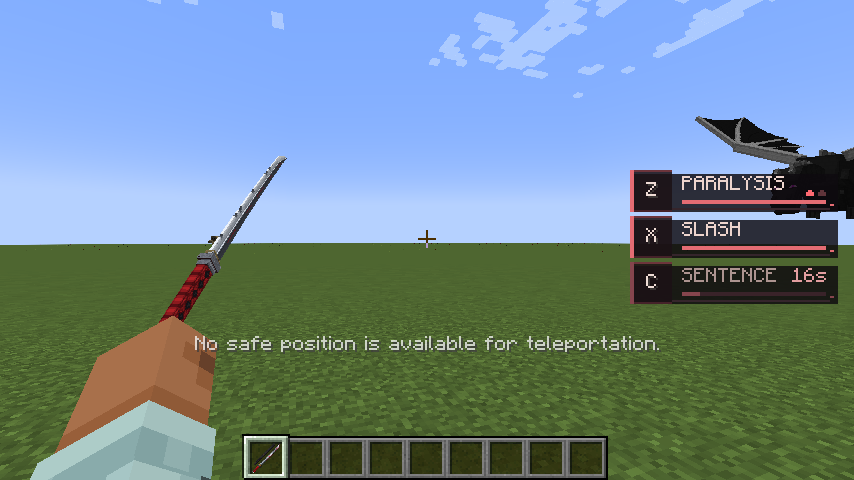 Z PARALYSIS
X SLASH
C SENTENCE 16s
No safe position is available for teleportation.